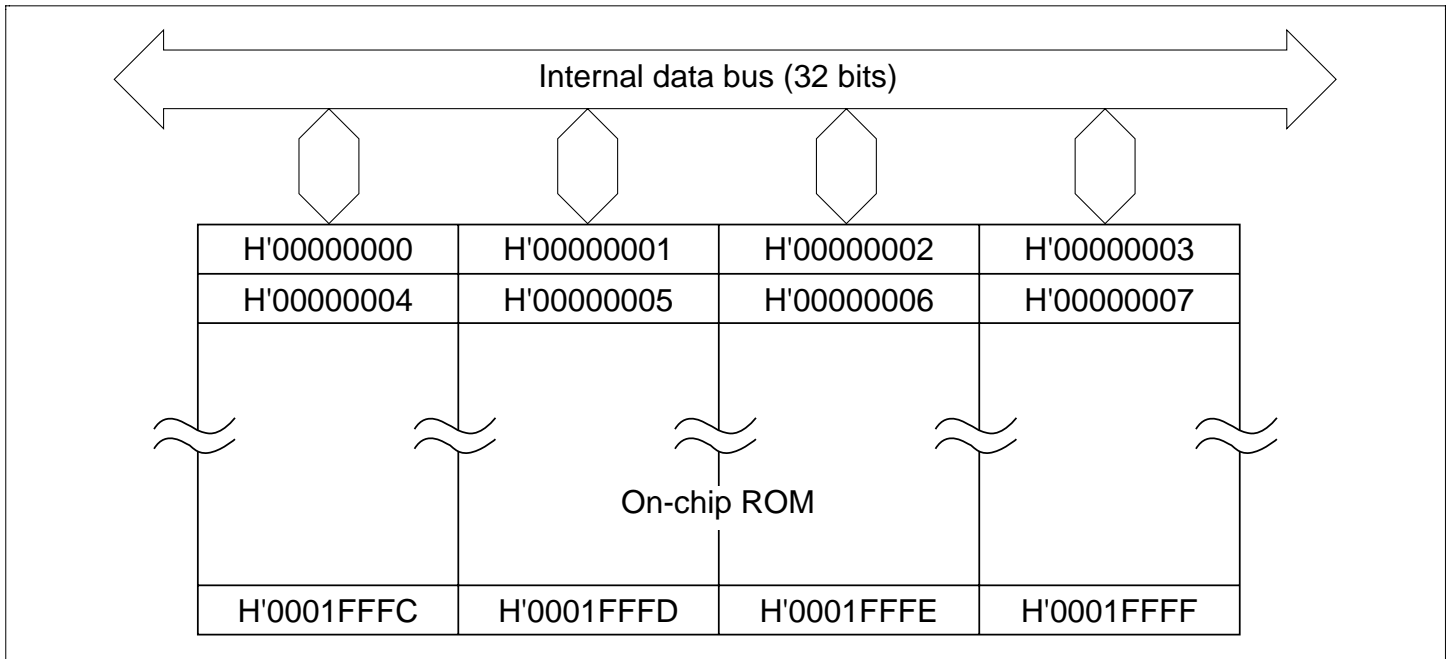 Internal data bus (32 bits)
H'00000000 H'00000001 H'00000002 H'00000003
H'00000004 H'00000005 H'00000006 H'00000007
On-chip ROM
H'0001FFFC H'0001FFFD H'0001FFFE H'0001FFFF